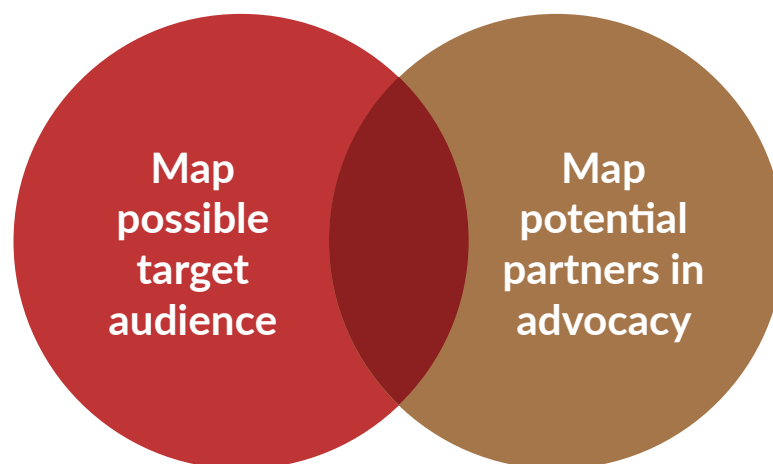 Map
possible
target
audience
Map
potential
partners in
advocacy